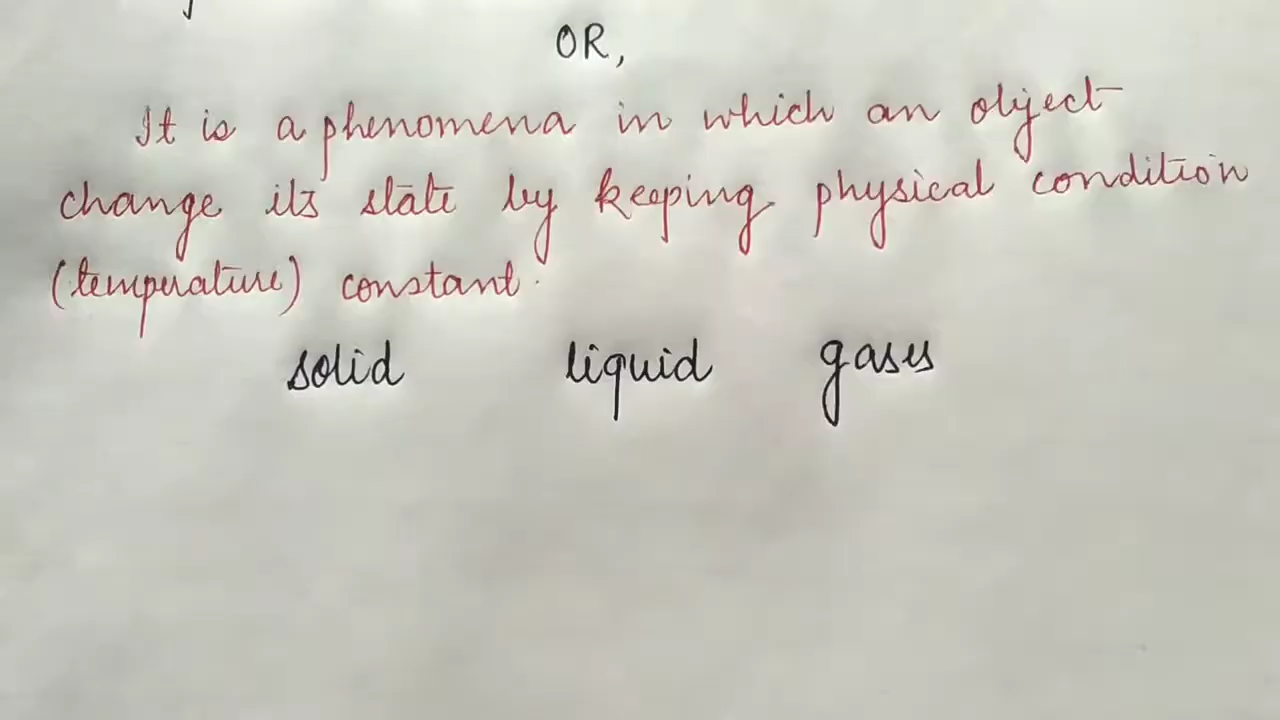 OR,
It is a phenomena in which an object
change its state by keeping physical condition
(temperature) constant.
solid liquid gases